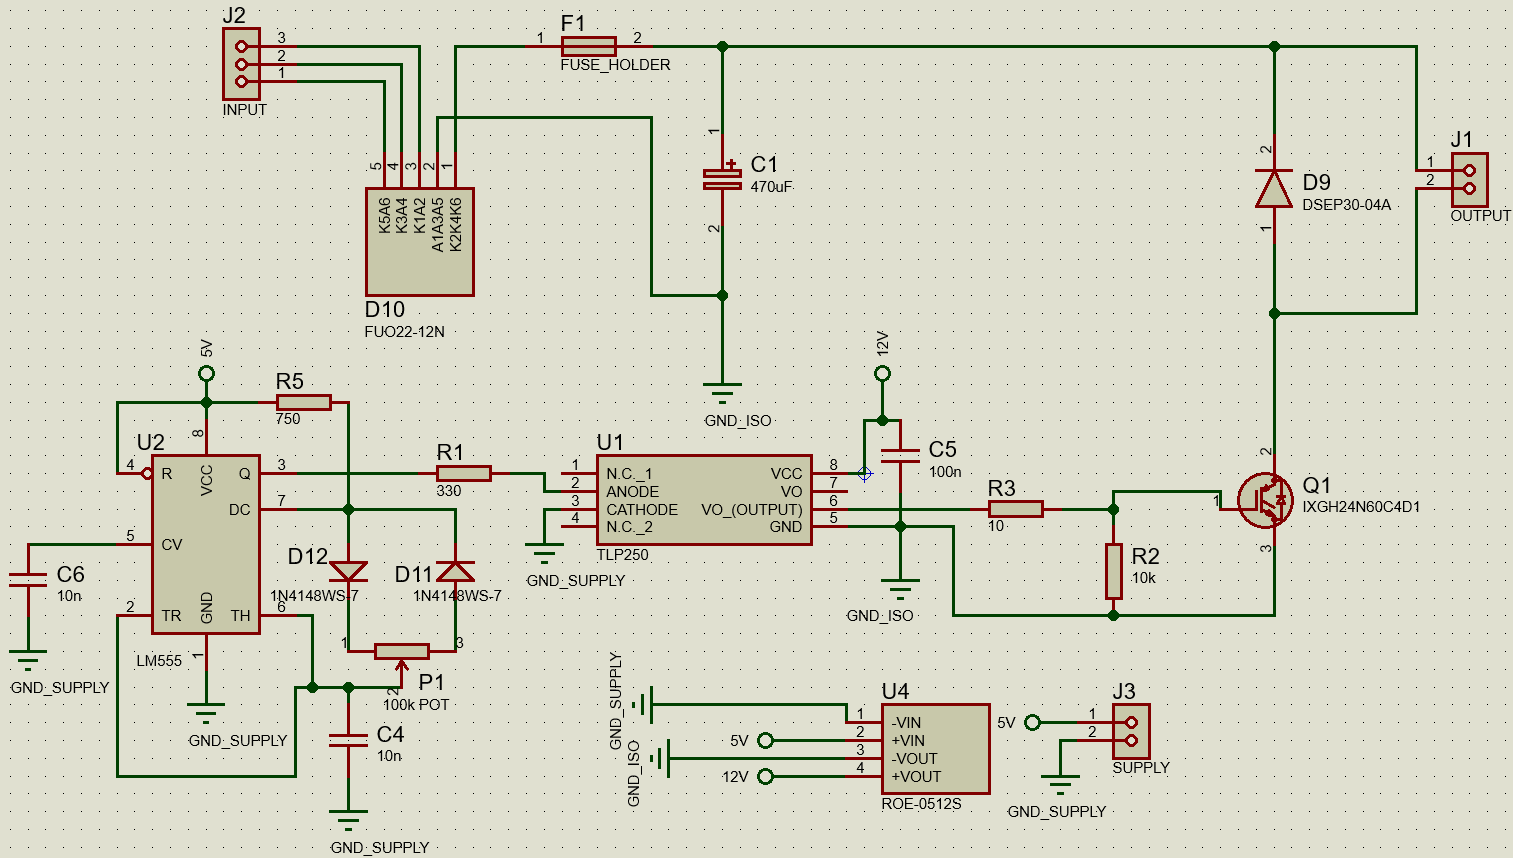 J2
3
2
1
INPUT
F1
1
2
FUSE_HOLDER
5
4
3
2
1
K5A6
K3A4
K1A2
A1A3A5
K2K4K6
D10
FUO22-12N
1
C1
470uF
2
2
D9
DSEP30-04A
1
J1
1
2
OUTPUT
GND_ISO
5V
R5
750
U2
8
4
R
VCC
Q
3
DC
7
5
CV
2
TR
GND
TH
6
LM555
1
GND_SUPPLY
C6
10n
GND_SUPPLY
R1
330
D12
1N4148WS-7
D11
1N4148WS-7
1
3
P1
2
100k POT
C4
10n
GND_SUPPLY
U1
1
N.C._1
2
ANODE
3
CATHODE
4
N.C._2
VCC
8
VO
7
VO_(OUTPUT)
6
GND
5
TLP250
GND_SUPPLY
12V
C5
100n
GND_ISO
R3
10
R2
10k
2
1
Q1
IXGH24N60C4D1
3
GND_SUPPLY
GND_ISO
5V
12V
U4
1
-VIN
2
+VIN
3
-VOUT
4
+VOUT
ROE-0512S
J3
5V
1
2
SUPPLY
GND_SUPPLY